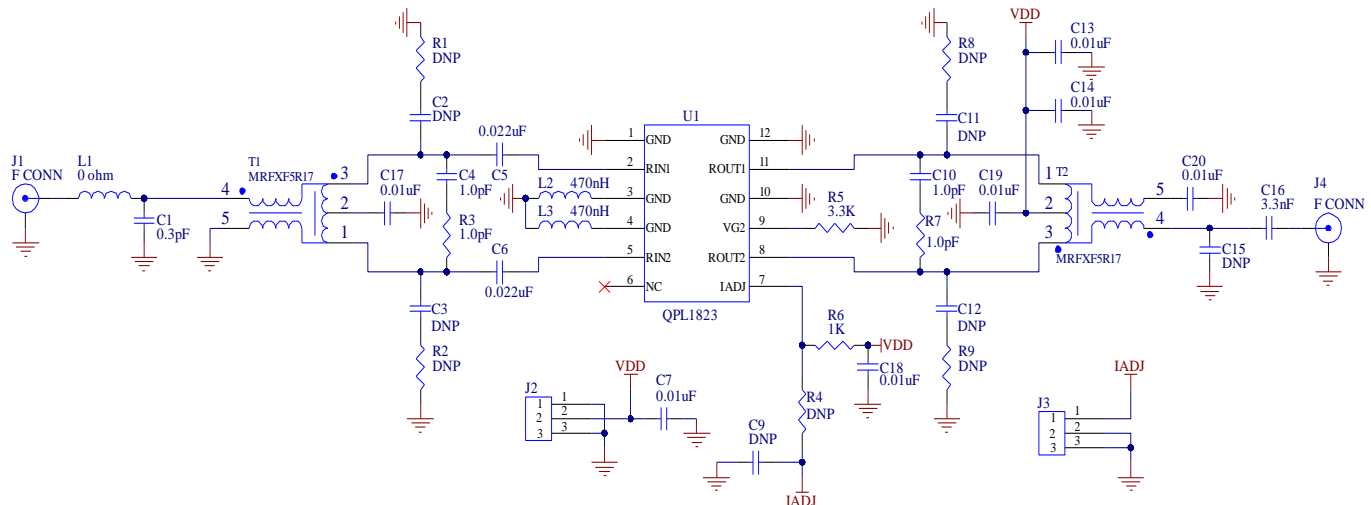 R1
DNP
C2
DNP
0.022uF
C5
J1
F CONN
L1
0 ohm
T1
MRFXF5R17
4
5
3
2
1
C1
0.3pF
C17
0.01uF
C4
1.0pF
R3
1.0pF
C6
0.022uF
C3
DNP
R2
DNP
L2
470nH
L3
470nH
U1
1
GND
2
RIN1
3
GND
4
GND
5
RIN2
6
NC
GND
12
ROUT1
11
GND
10
VG2
9
ROUT2
8
IADJ
7
QPL1823
R5
3.3K
R6
1K
VDD
C18
0.01uF
R4
DNP
C9
DNP
IADJ
J2
1
2
3
1
2
3
VDD
C7
0.01uF
R8
DNP
C11
DNP
C10
1.0pF
R7
1.0pF
C12
DNP
R9
DNP
VDD
C13
0.01uF
C14
0.01uF
C19
0.01uF
1
2
3
T2
5
4
MRFXF5R17
C20
0.01uF
C16
3.3nF
C15
DNP
J4
F CONN
IADJ
J3
1
2
3
1
2
3